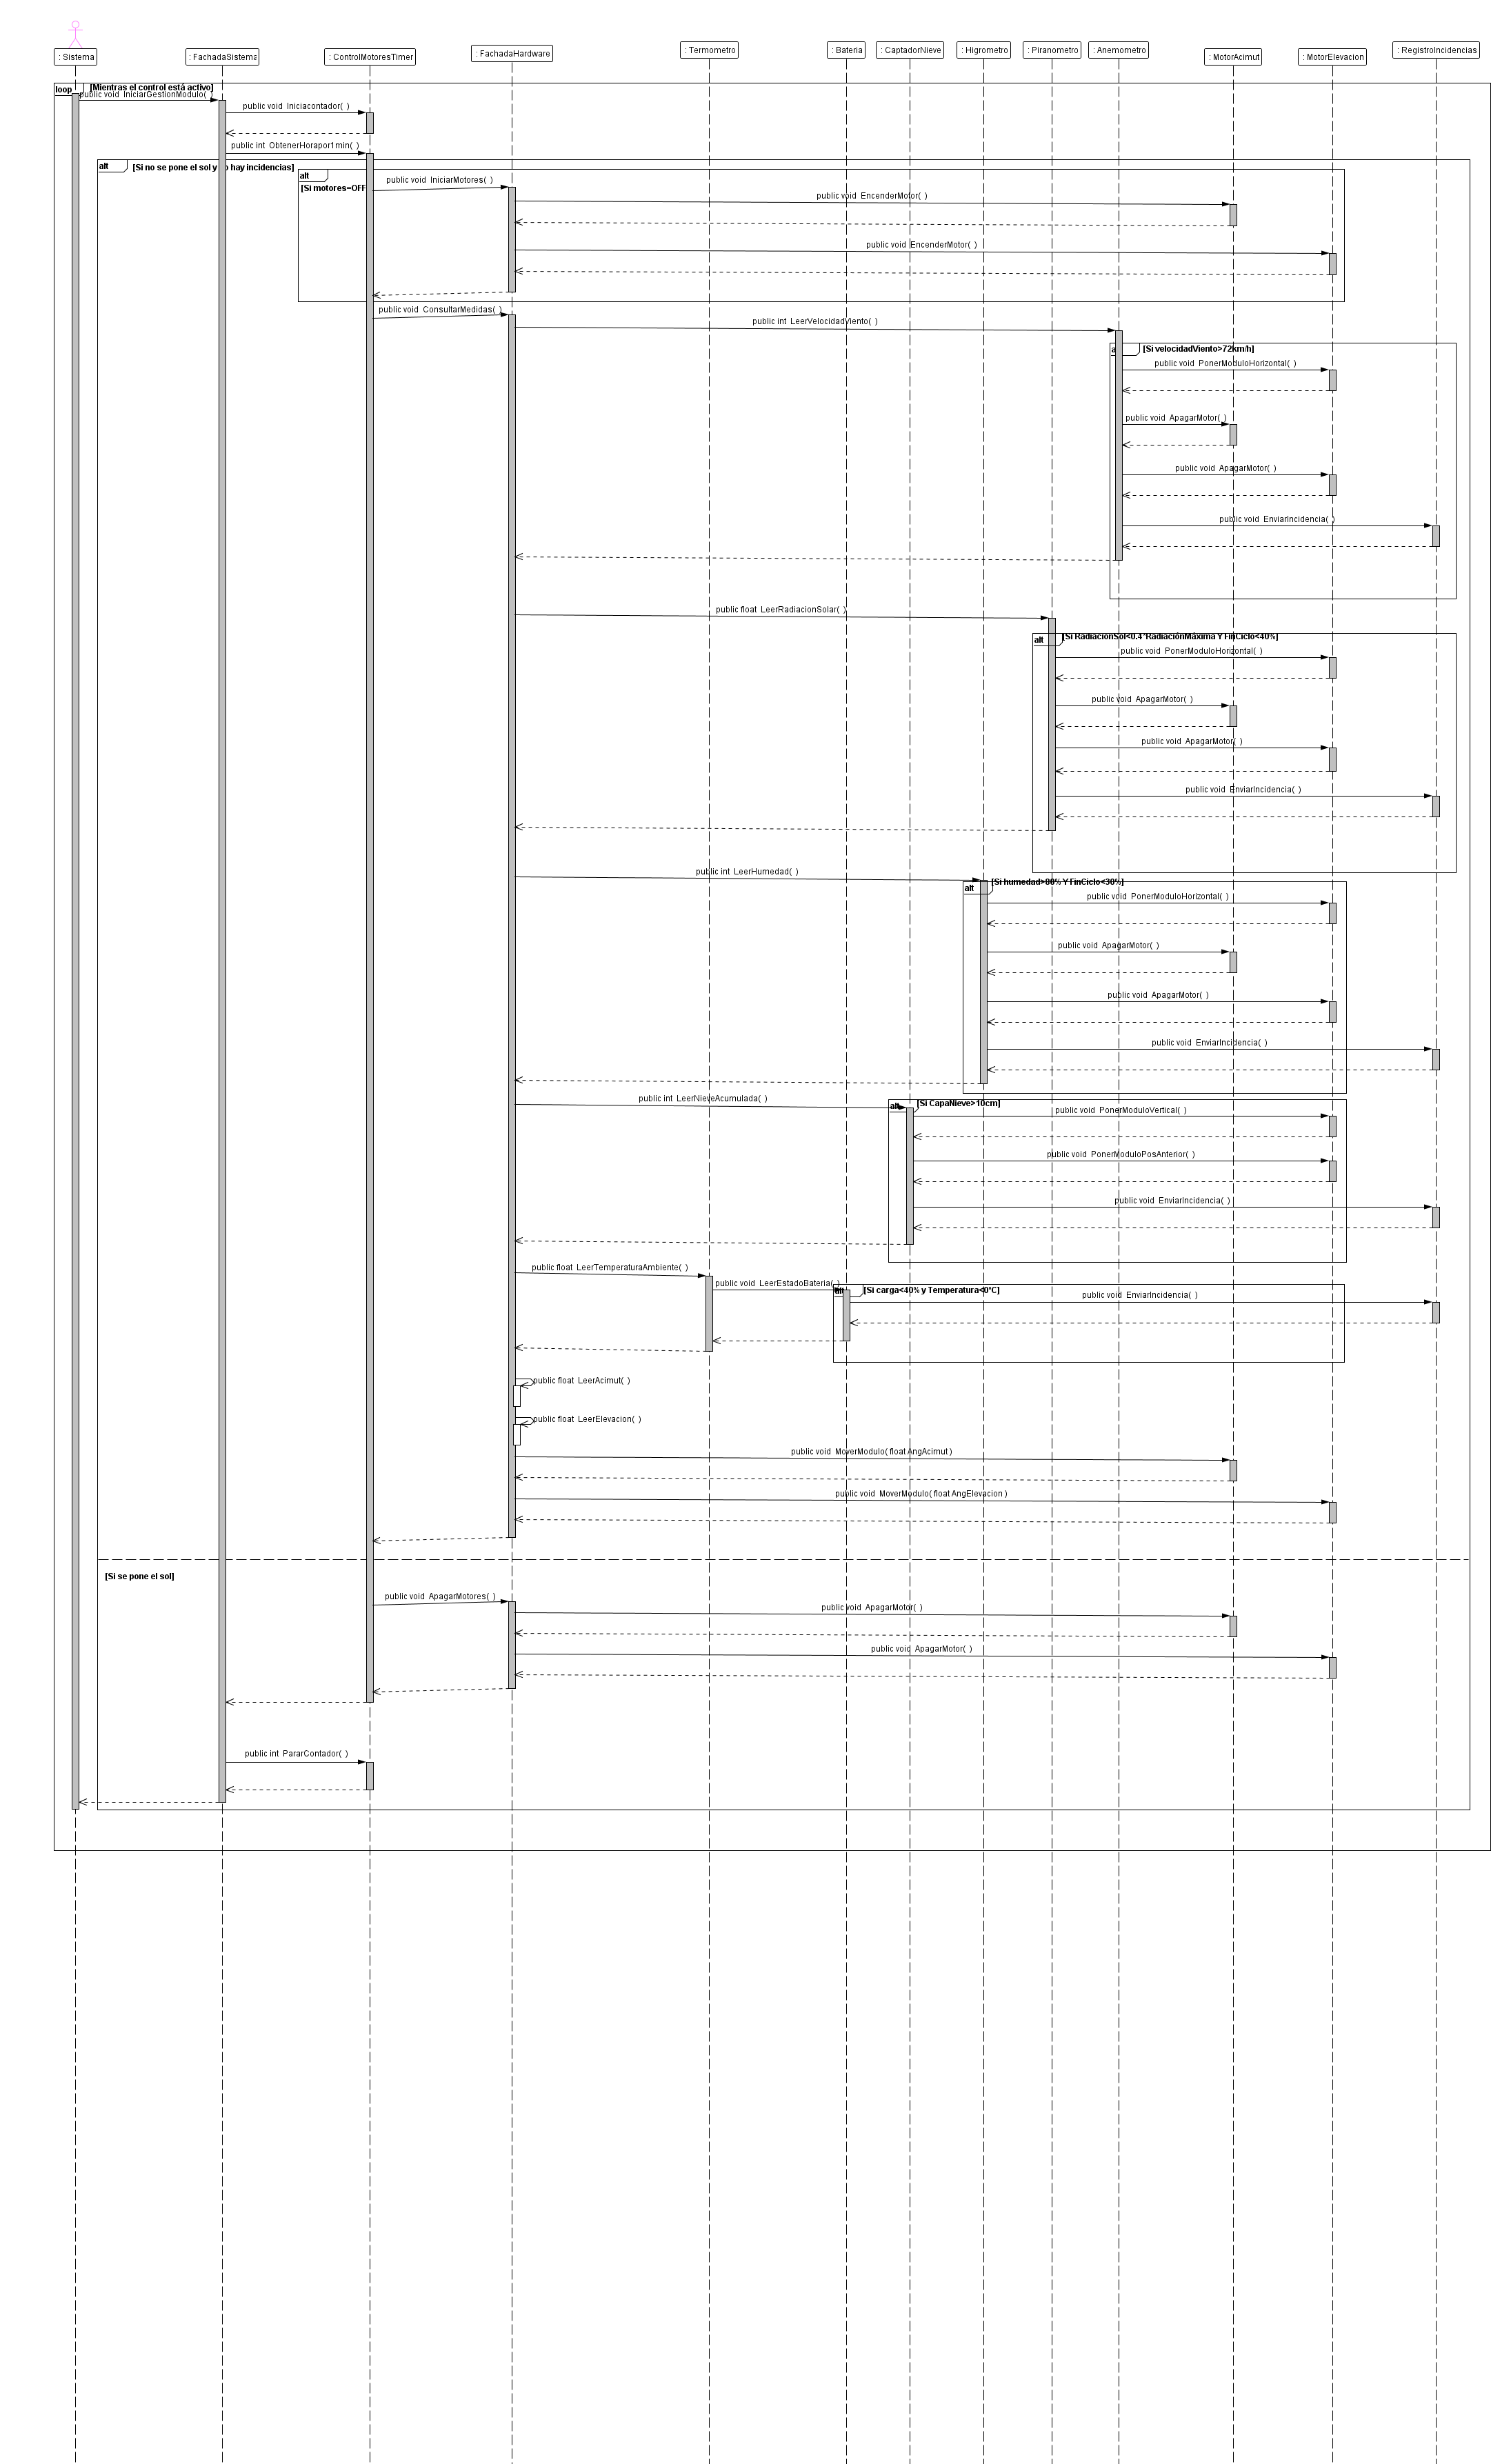 : Sistema
: FachadaSistema
: ControlMotoresTimer
: FachadaHardware
: Termometro
: Bateria
: CaptadorNieve
: Higrometro
: Piranometro
: Anemometro
: MotorAcimut
: MotorElevacion
: RegistroIncidencias
loop
[Mientras el control está activo]
public void IniciarGestionModulo( )
public void Iniciacontador( )
public int ObtenerHorapor1min( )
alt
[Si no se pone el sol y no hay incidencias]
alt
[Si motores=OFF
public void IniciarMotores( )
public void EncenderMotor( )
public void EncenderMotor( )
public void ConsultarMedidas( )
public int LeerVelocidadViento( )
[Si velocidadViento>72km/h]
public void PonerModuloHorizontal( )
public void ApagarMotor( )
public void ApagarMotor( )
public void EnviarIncidencia( )
public float LeerRadiacionSolar( )
alt
[Si RadiacionSol<0.4*RadiaciónMáxima Y FinCiclo<40%]
public void PonerModuloHorizontal( )
public void ApagarMotor( )
public void ApagarMotor( )
public void EnviarIncidencia( )
public int LeerHumedad( )
alt
[Si humedad>80% Y FinCiclo<30%]
public void PonerModuloHorizontal( )
public void ApagarMotor( )
public void ApagarMotor( )
public void EnviarIncidencia( )
public int LeerNieveAcumulada( )
alt
[Si CapaNieve>10cm]
public void PonerModuloVertical( )
public void PonerModuloPosAnterior( )
public void EnviarIncidencia( )
public float LeerTemperaturaAmbiente( )
public void LeerEstadoBateria( )
alt
[Si carga<40% y Temperatura<0°C]
public void EnviarIncidencia( )
public float LeerAcimut( )
public float LeerElevacion( )
public void MoverModulo( float AngAcimut )
public void MoverModulo( float AngElevacion )
[Si se pone el sol]
public void ApagarMotores( )
public void ApagarMotor( )
public void ApagarMotor( )
public int PararContador( )